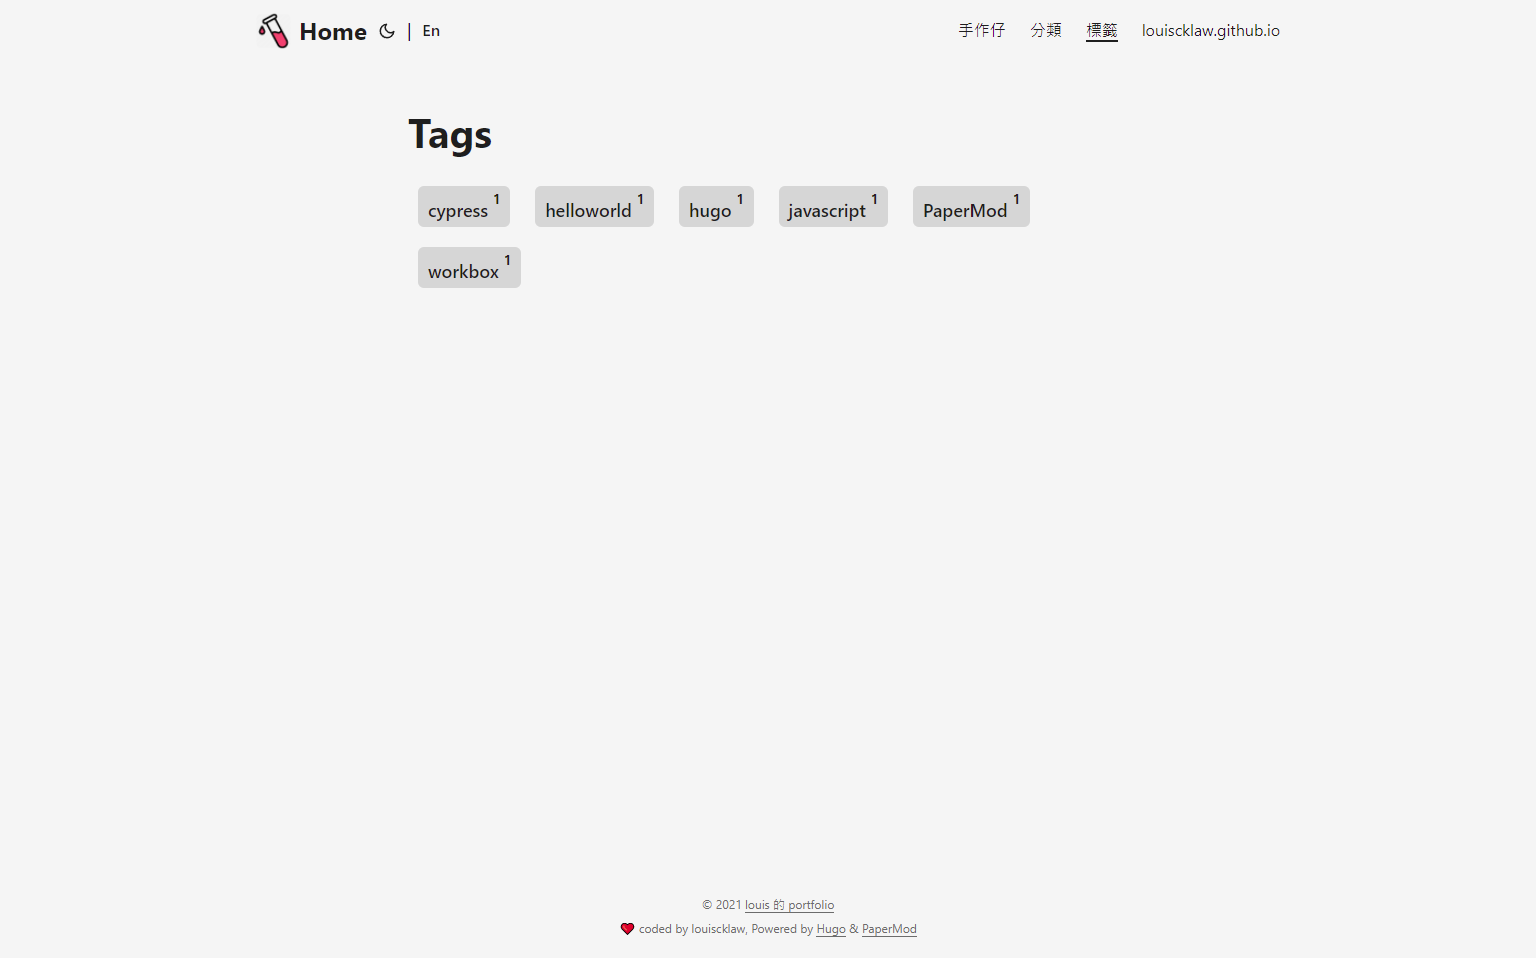 Home | En 手作仔 分類 標籤 louiscklaw.github.io
Tags
cypress 1 helloworld 1 hugo 1 javascript 1 PaperMod 1
workbox 1
© 2021 louis 的 portfolio
coded by louiscklaw, Powered by Hugo & PaperMod